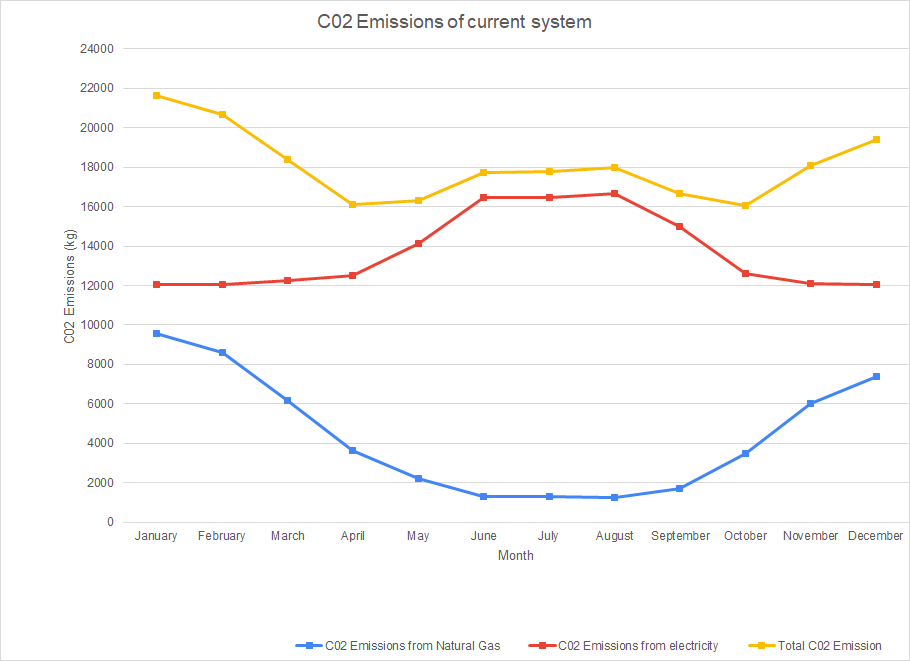 C02 Emissions of current system
24000
22000
20000
18000
16000
14000
12000
10000
8000
6000
4000
2000
0
C02 Emissions (kg)
January February March April May June July August September October November December
Month
C02 Emissions from Natural Gas C02 Emissions from electricity Total C02 Emission